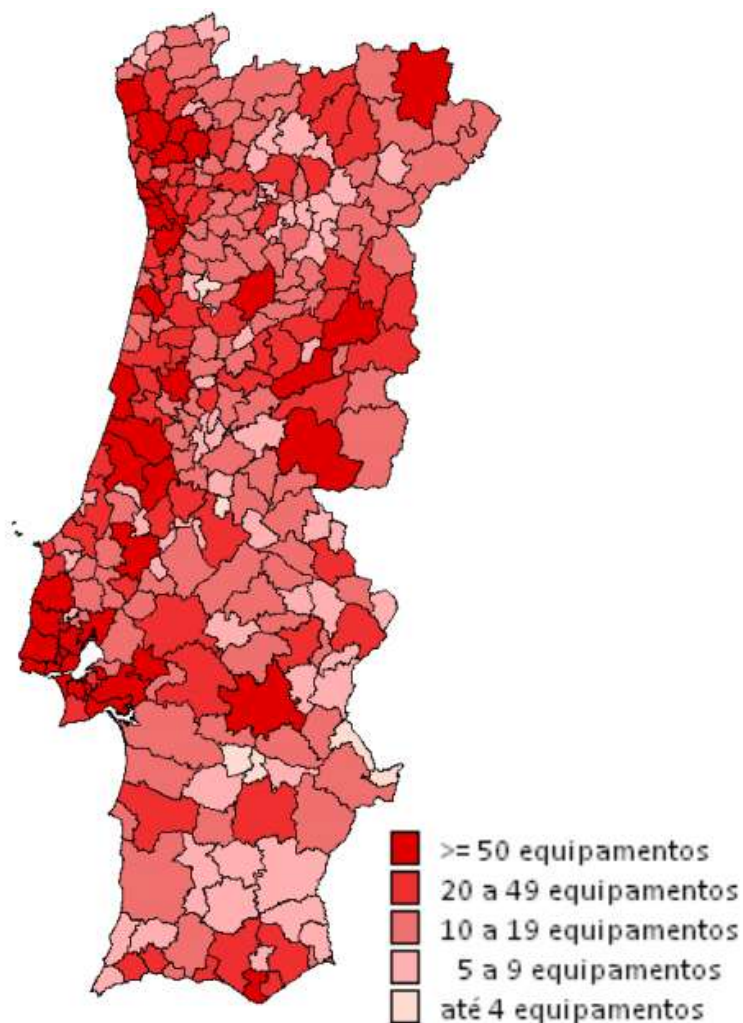 >= 50 equipamentos
20 a 49 equipamentos
10 a 19 equipamentos
5 a 9 equipamentos
até 4 equipamentos